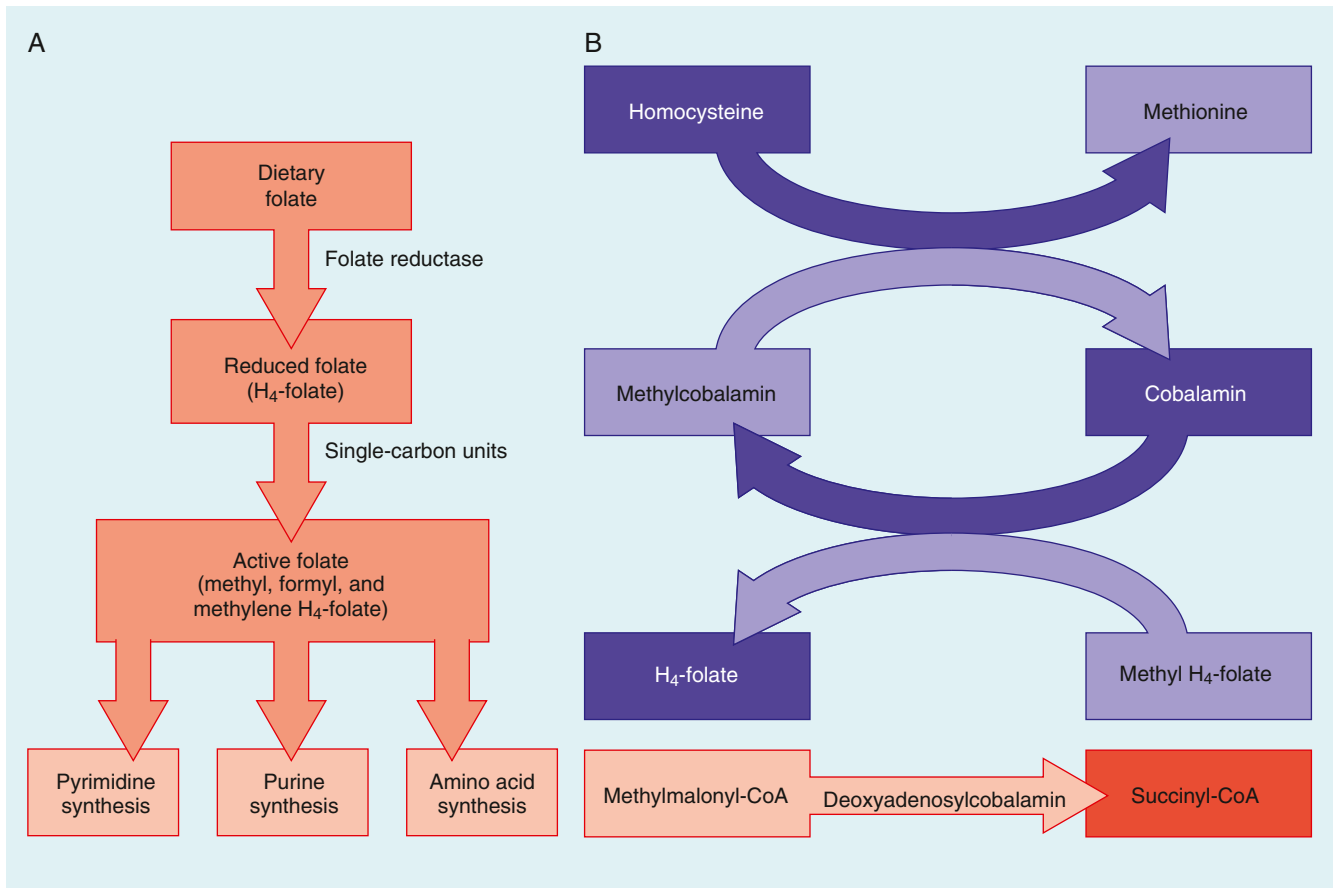 A
Dietary
folate
Folate reductase
Reduced folate
(H₄-folate)
Single-carbon units
Active folate
(methyl, formyl, and
methylene H₄-folate)
Pyrimidine
synthesis
Purine
synthesis
Amino acid
synthesis
B
Homocysteine
Methionine
Methylcobalamin
Cobalamin
H₄-folate
Methyl H₄-folate
Methylmalonyl-CoA
Deoxyadenosylcobalamin
Succinyl-CoA